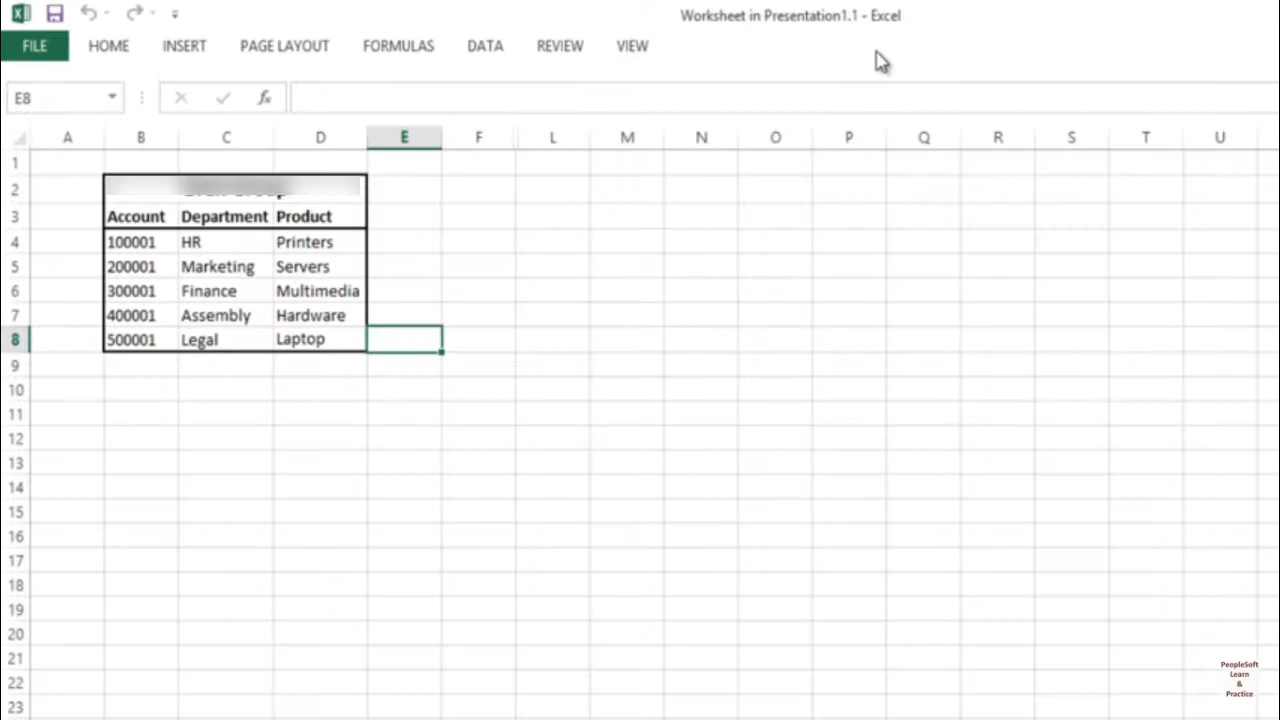 Worksheet in Presentation1.1 - Excel
FILE HOME INSERT PAGE LAYOUT FORMULAS DATA REVIEW VIEW
E8 fx
A B C D E F L M N O P Q R S T U
1
2
3 Account Department Product
4 100001 HR Printers
5 200001 Marketing Servers
6 300001 Finance Multimedia
7 400001 Assembly Hardware
8 500001 Legal Laptop
9
10
11
12
13
14
15
16
17
18
19
20
21
22
23
PeopleSoft
Learn
&
Practice